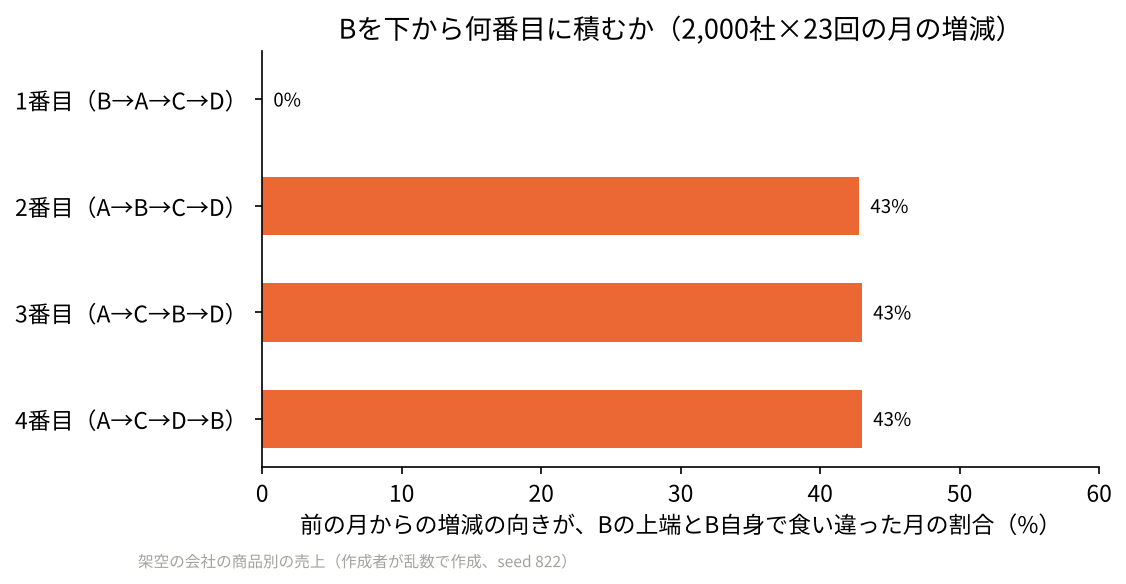 Bを下から何番目に積むか（2,000社×23回の月の増減）
1番目（B→A→C→D）
0%
2番目（A→B→C→D）
43%
3番目（A→C→B→D）
43%
4番目（A→C→D→B）
43%
0 10 20 30 40 50 60
前の月からの増減の向きが、Bの上端とB自身で食い違った月の割合（%）
架空の会社の商品別の売上（作成者が乱数で作成、seed 822）